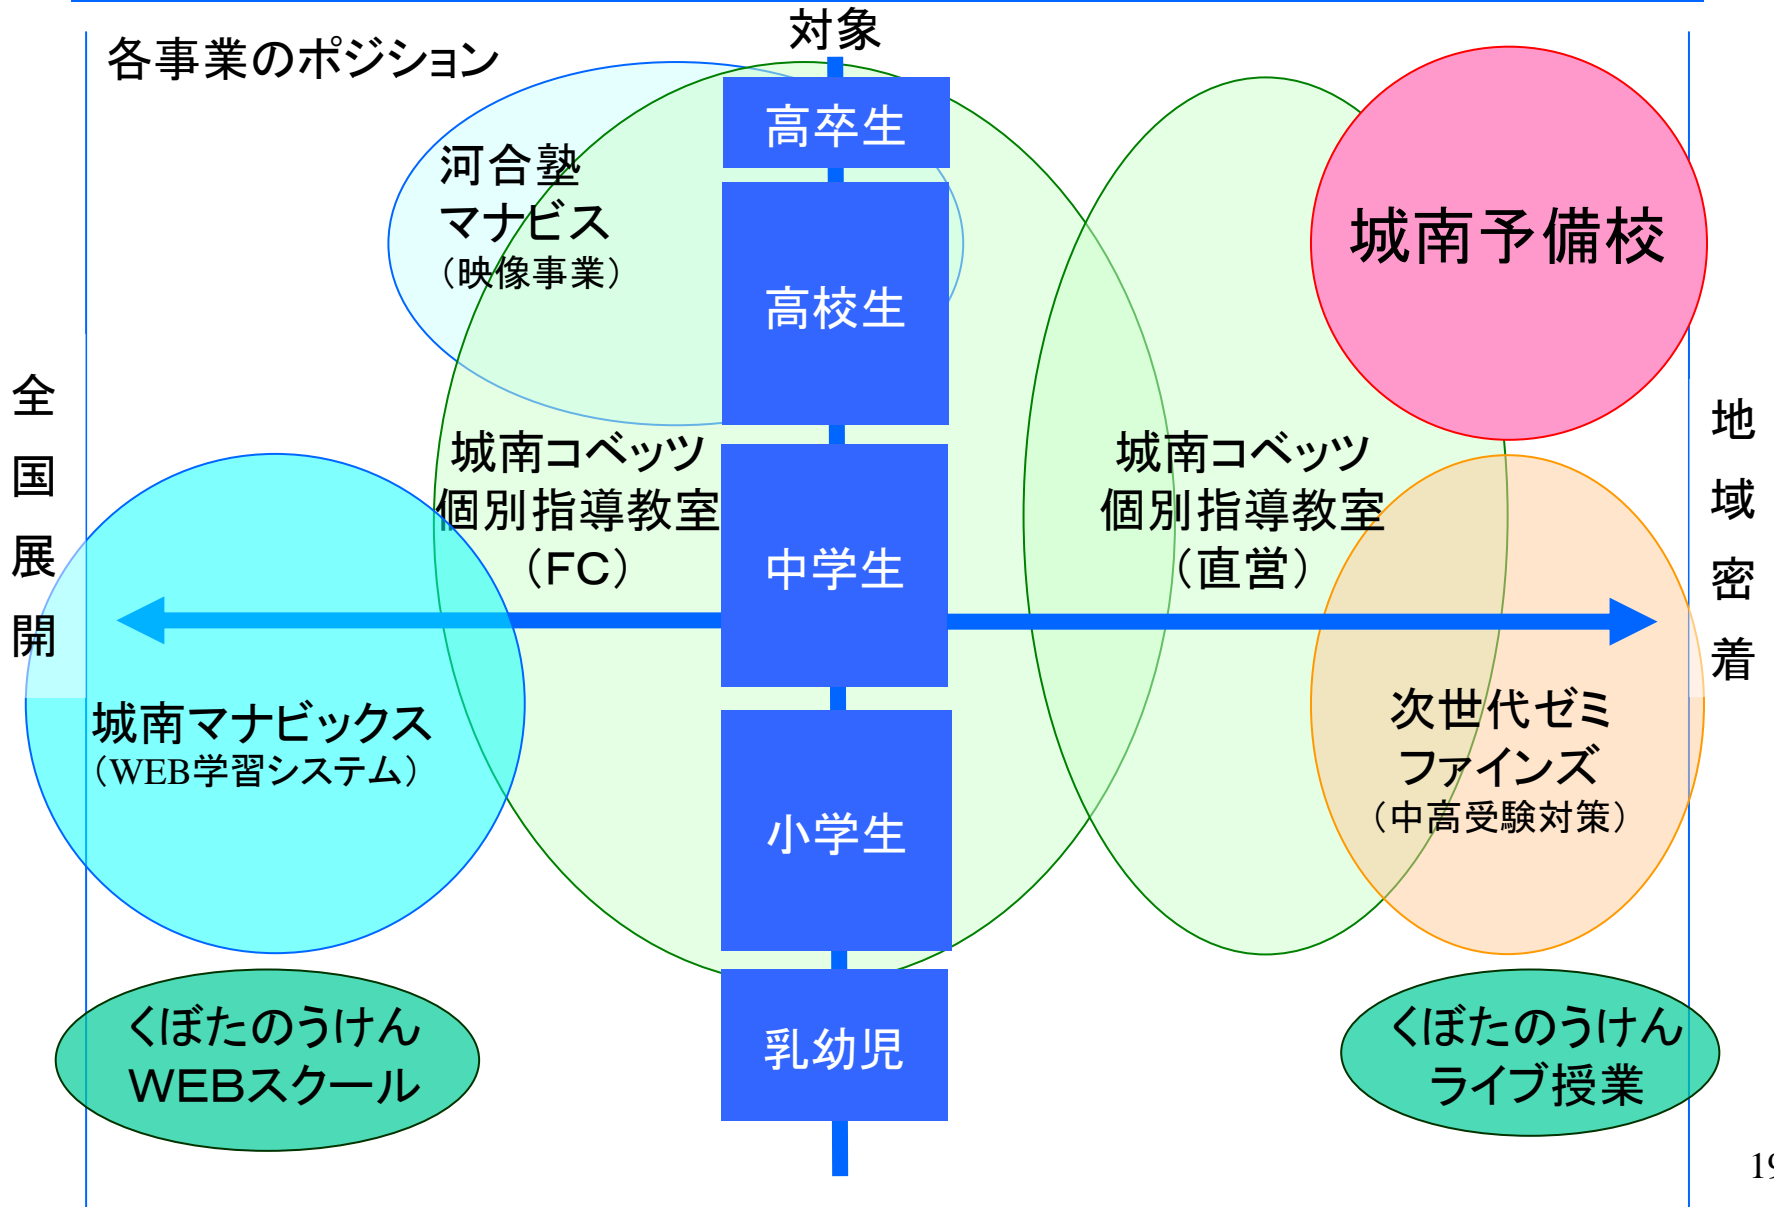 対象
各事業のポジション
高卒生
河合塾
マナビス
（映像事業）
城南予備校
高校生
全国展開
地域密着
城南コベッツ
個別指導教室
（FC）
城南コベッツ
個別指導教室
（直営）
中学生
城南マナビックス
（WEB学習システム）
次世代ゼミ
ファインズ
（中高受験対策）
小学生
くぼたのうけん
WEBスクール
乳幼児
くぼたのうけん
ライブ授業
19